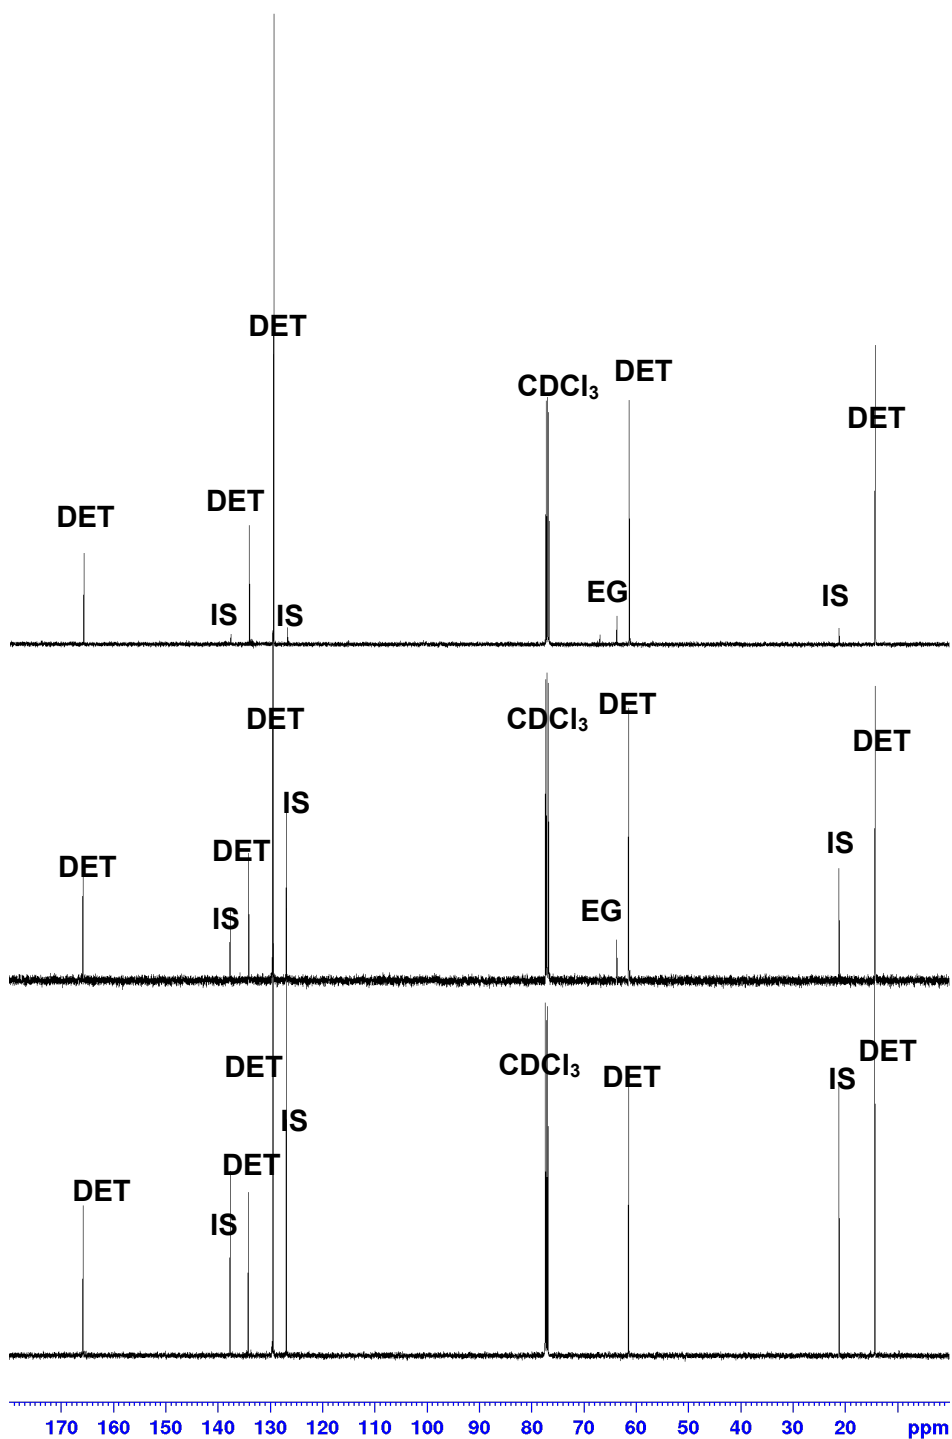 DET
DET
CDCl₃
DET
DET
DET
IS
IS
EG
IS
DET
DET
CDCl₃
DET
DET
IS
IS
DET
DET
EG
IS
DET
DET
CDCl₃
DET
IS
IS
DET
DET
IS
170 160 150 140 130 120 110 100 90 80 70 60 50 40 30 20 ppm